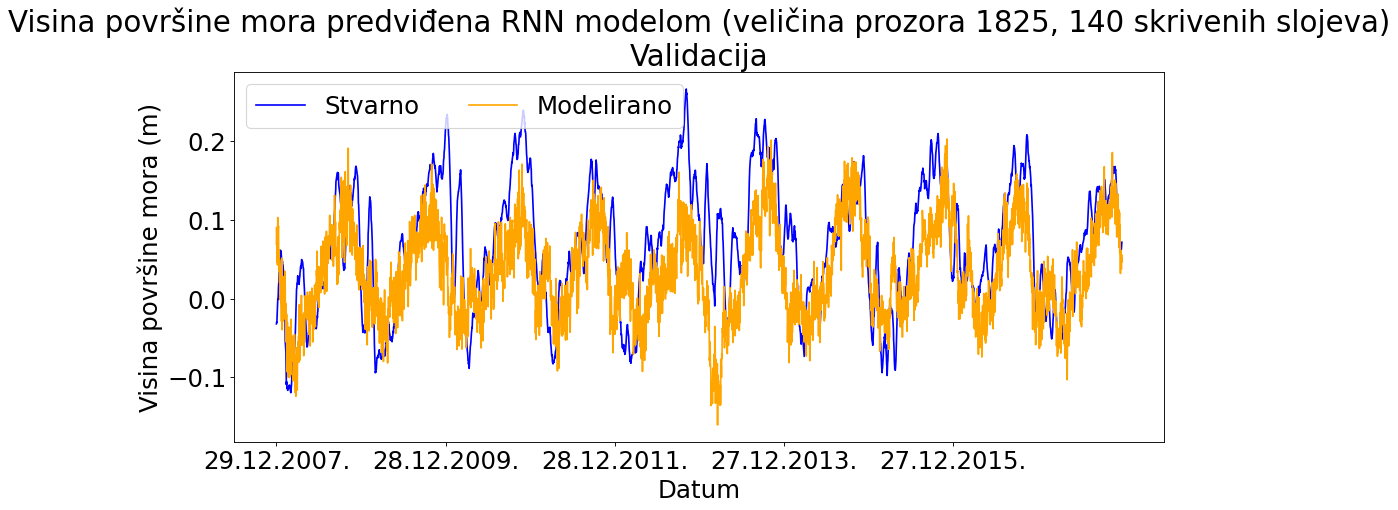 Visina površine mora predviđena RNN modelom (veličina prozora 1825, 140 skrivenih slojeva)
Validacija
Stvarno
Modelirano
Visina površine mora (m)
0.2
0.1
0.0
−0.1
29.12.2007.
28.12.2009.
28.12.2011.
27.12.2013.
27.12.2015.
Datum